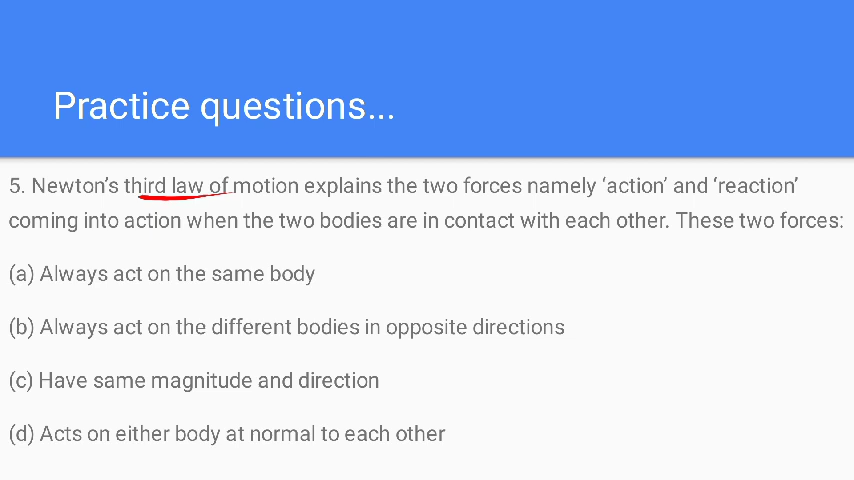 Practice questions...
5. Newton’s third law of motion explains the two forces namely ‘action’ and ‘reaction’
coming into action when the two bodies are in contact with each other. These two forces:
(a) Always act on the same body
(b) Always act on the different bodies in opposite directions
(c) Have same magnitude and direction
(d) Acts on either body at normal to each other